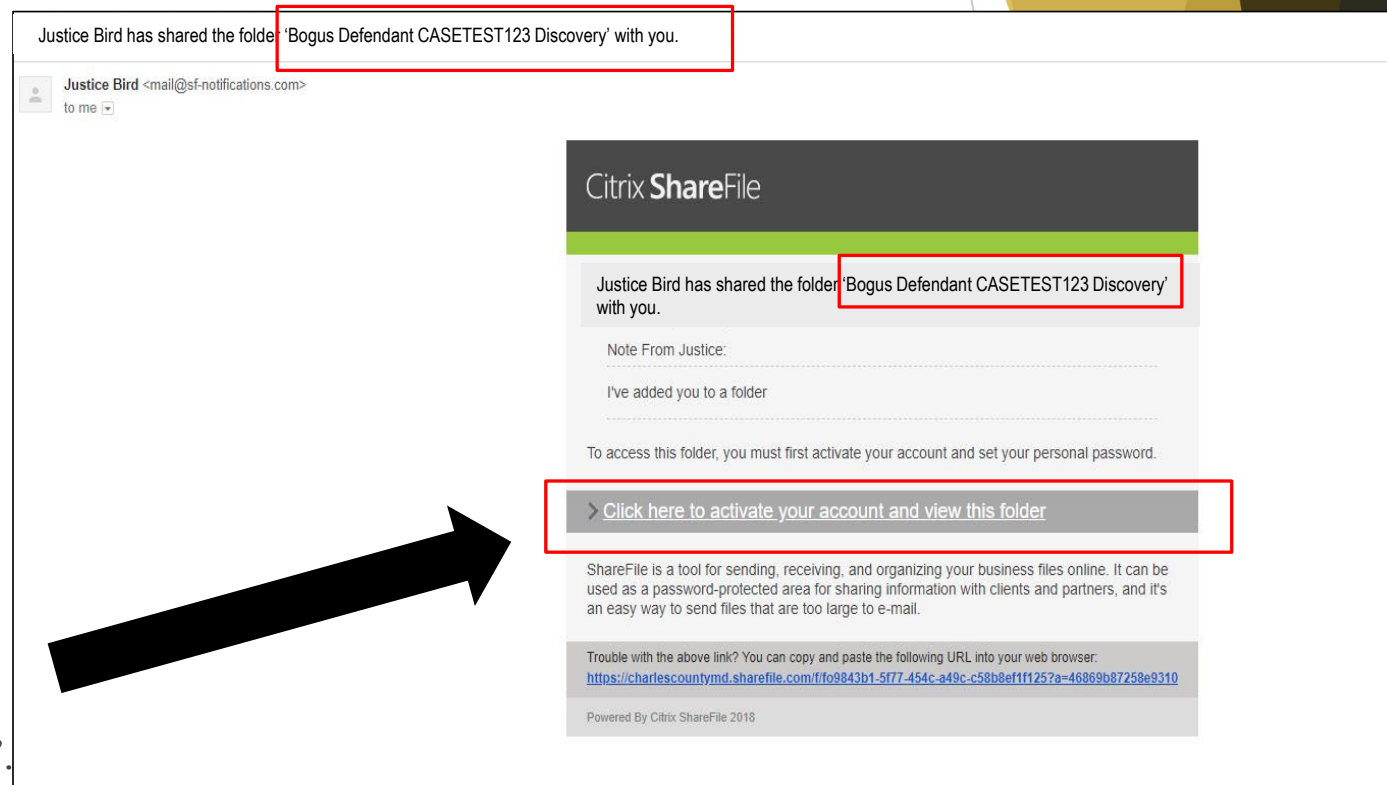 Justice Bird has shared the folder ‘Bogus Defendant CASETEST123 Discovery’ with you.
Justice Bird <mail@sf-notifications.com>
to me
Citrix ShareFile
Justice Bird has shared the folder ‘Bogus Defendant CASETEST123 Discovery’
with you.
Note From Justice:
I've added you to a folder
To access this folder, you must first activate your account and set your personal password.
Click here to activate your account and view this folder
ShareFile is a tool for sending, receiving, and organizing your business files online. It can be
used as a password-protected area for sharing information with clients and partners, and it's
an easy way to send files that are too large to e-mail.
Trouble with the above link? You can copy and paste the following URL into your web browser:
https://charlescountymd.sharefile.com/f/fo9843b1-5f77-454c-a49c-c58b8ef1f125?a=46869b87258e9310
Powered By Citrix ShareFile 2018